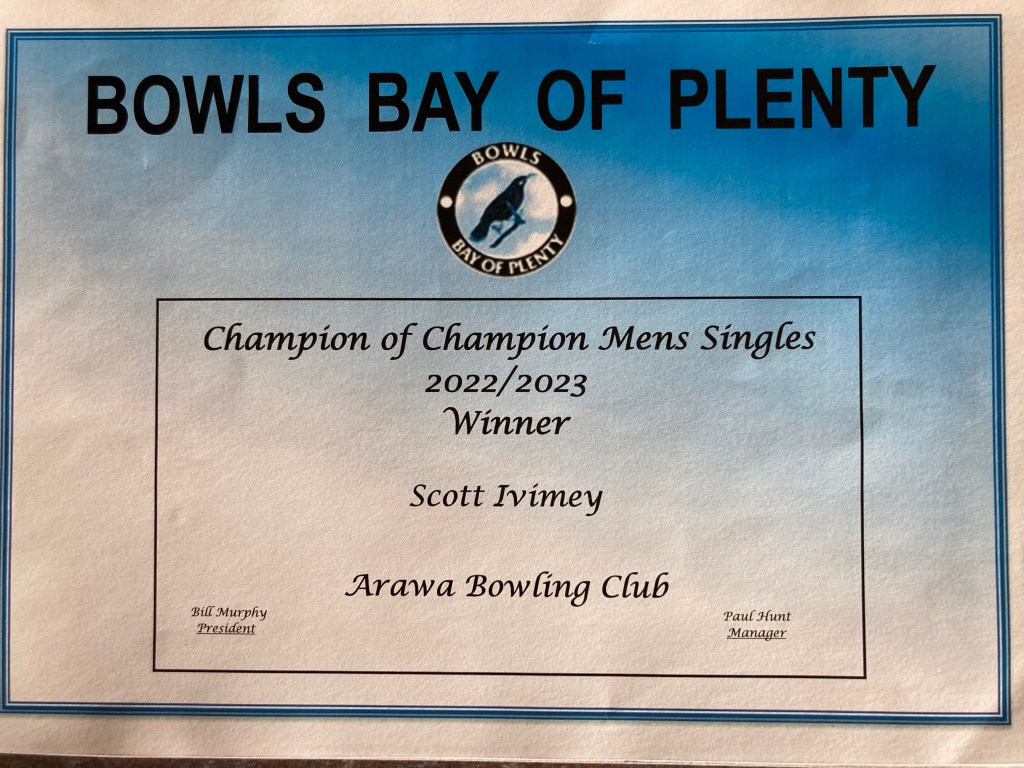 BOWLS BAY OF PLENTY
BOWLS
BAY OF PLENTY
Champion of Champion Mens Singles
2022/2023
Winner
Scott Ivimey
Arawa Bowling Club
Bill Murphy
President
Paul Hunt
Manager